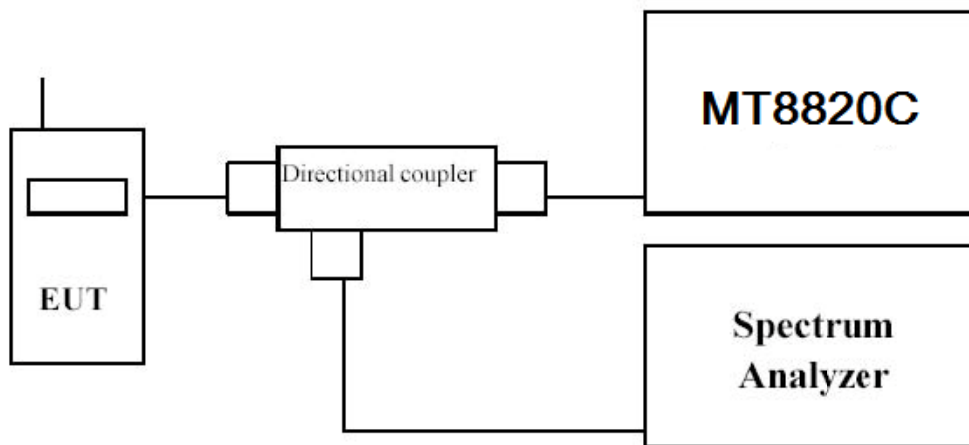 MT8820C
Directional coupler
EUT
Spectrum
Analyzer